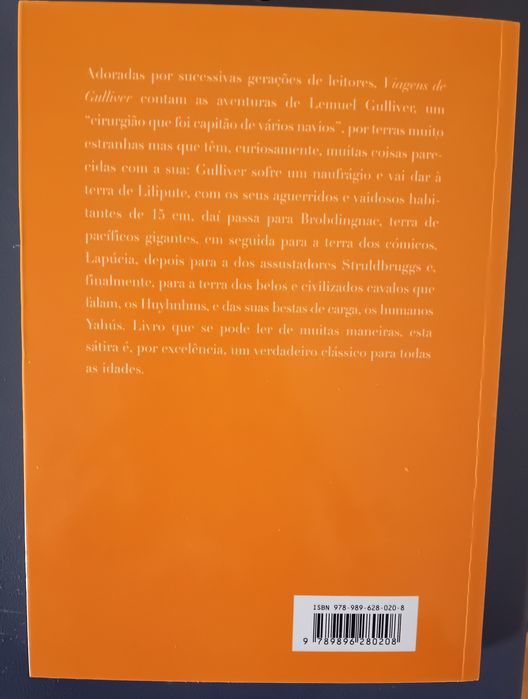 Adoradas por sucessivas gerações de leitores, Viagens de
Gulliver contam as aventuras de Lemuel Gulliver, um
“cirurgião que foi capitão de vários navios”, por terras muito
estranhas mas que têm, curiosamente, muitas coisas pare-
cidas com a sua: Gulliver sofre um naufrágio e vai dar à
terra de Lilipute, com os seus aguerridos e vaidosos habi-
tantes de 15 cm, daí passa para Brobdingnac, terra de
pacíficos gigantes, em seguida para a terra dos cómicos,
Lapúcia, depois para a dos assustadores Struldbruggs e,
finalmente, para a terra dos belos e civilizados cavalos que
falam, os Huyhnhms, e das suas bestas de carga, os humanos
Yahús. Livro que se pode ler de muitas maneiras, esta
sátira é, por excelência, um verdadeiro clássico para todas
as idades.
ISBN 978-989-628-020-8
9 789896 280208